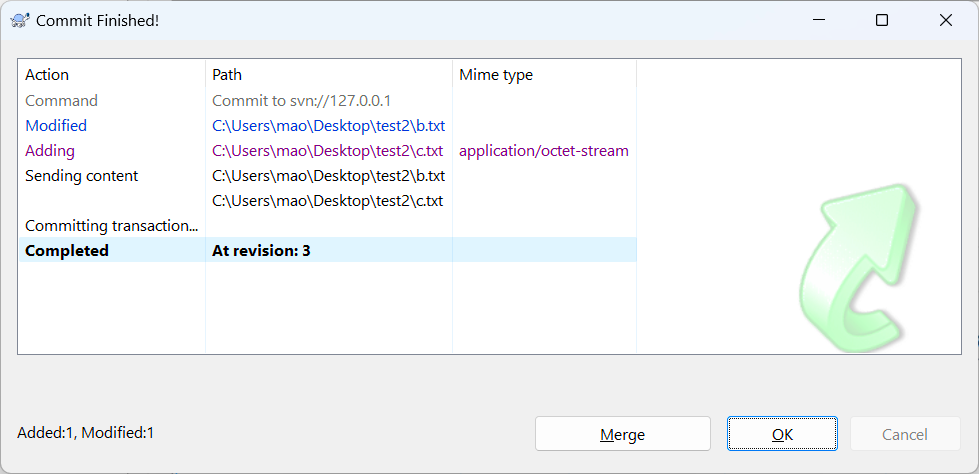 Commit Finished!
Action Path Mime type
Command Commit to svn://127.0.0.1
Modified C:\Users\mao\Desktop\test2\b.txt
Adding C:\Users\mao\Desktop\test2\c.txt application/octet-stream
Sending content C:\Users\mao\Desktop\test2\b.txt
C:\Users\mao\Desktop\test2\c.txt
Committing transaction...
Completed At revision: 3
Added:1, Modified:1 Merge OK Cancel